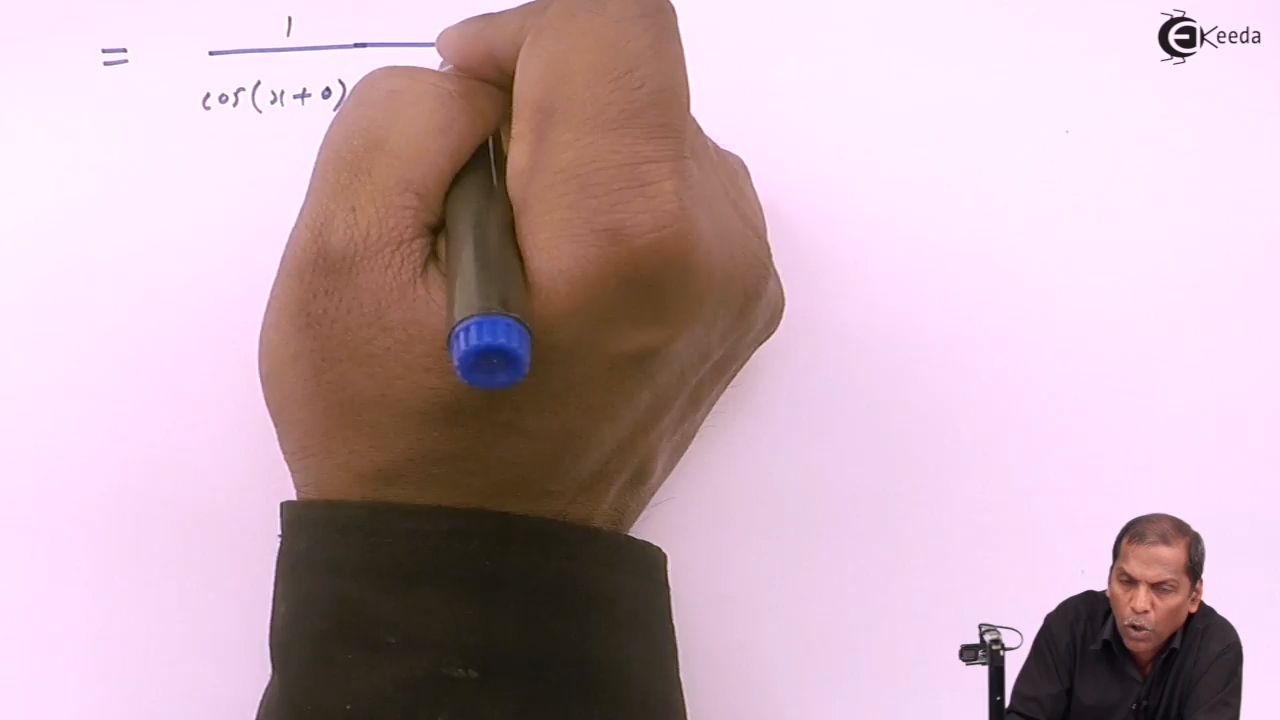 = 1 / cos(x+0)
EKeeda